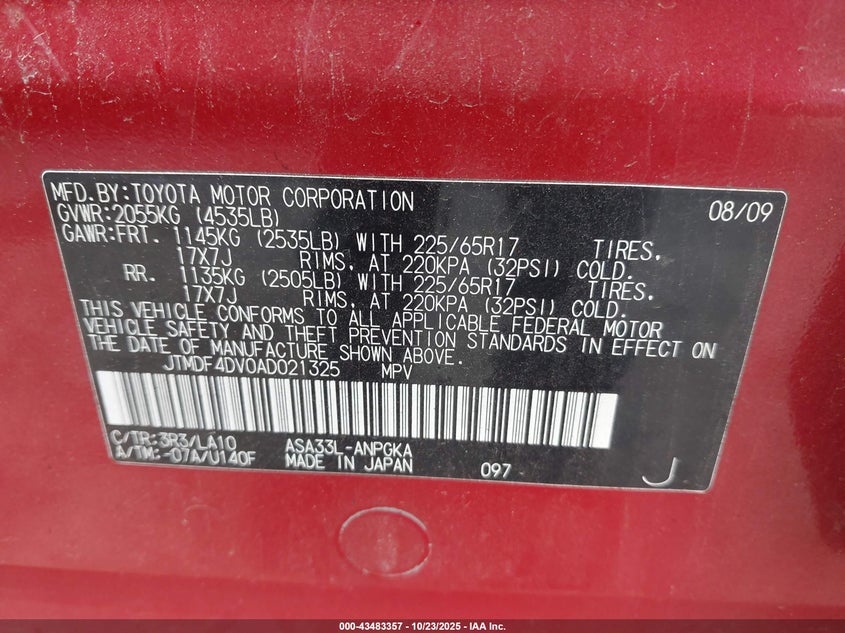 MFD.BY:TOYOTA MOTOR CORPORATION 08/09
GVWR:2055KG (4535LB)
GAWR:FRT. 1145KG (2535LB) WITH 225/65R17 TIRES,
17X7J RIMS, AT 220KPA (32PSI) COLD.
RR. 1135KG (2505LB) WITH 225/65R17 TIRES,
17X7J RIMS, AT 220KPA (32PSI) COLD.
THIS VEHICLE CONFORMS TO ALL APPLICABLE FEDERAL MOTOR
VEHICLE SAFETY AND THEFT PREVENTION STANDARDS IN EFFECT ON
THE DATE OF MANUFACTURE SHOWN ABOVE.
JTMDF4DV0AD021325 MPV
C/TR:3R3/LA10 ASA33L-ANPGKA
A/TM:-07A/U140F MADE IN JAPAN 097 J
000-43483357 - 10/23/2025 - IAA Inc.